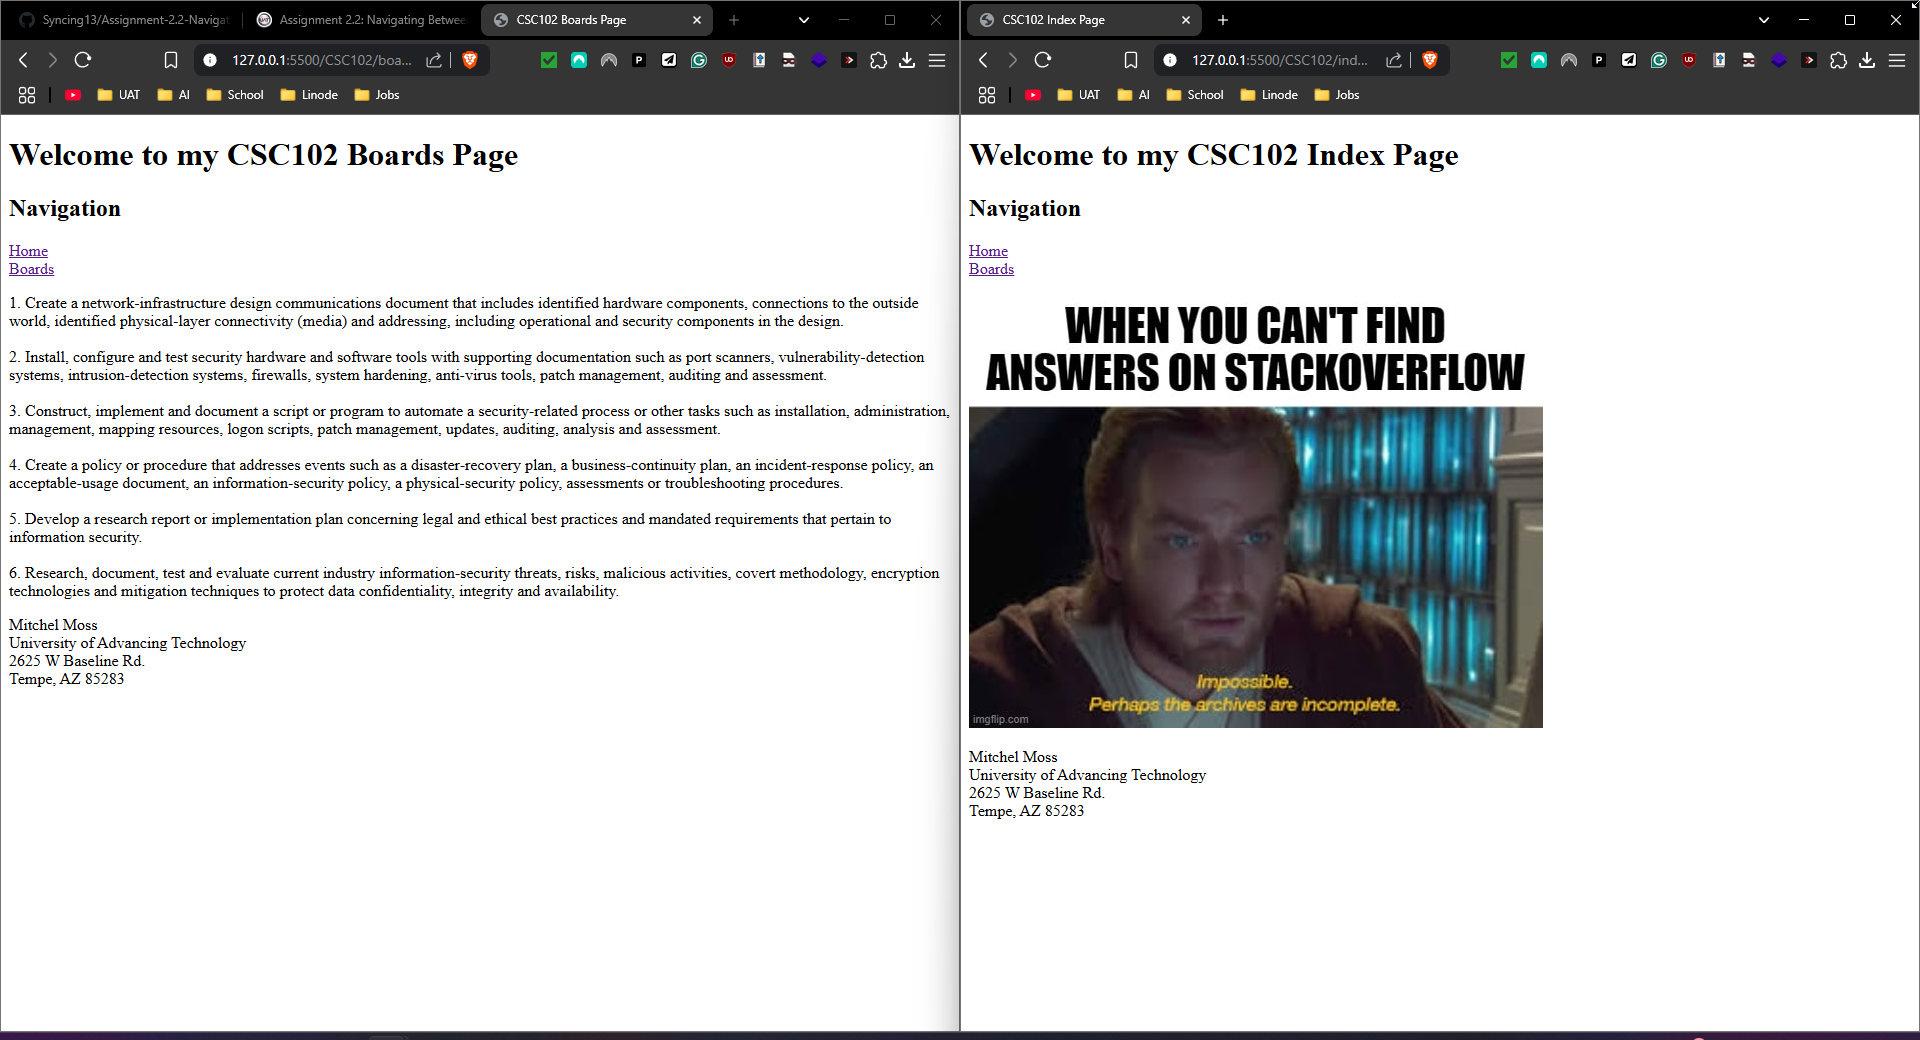 Syncing13/Assignment-2.2-Navigat
Assignment 2.2: Navigating Betwee
CSC102 Boards Page
127.0.0.1:5500/CSC102/boa...
UAT
AI
School
Linode
Jobs
Welcome to my CSC102 Boards Page
Navigation
Home
Boards
1. Create a network-infrastructure design communications document that includes identified hardware components, connections to the outside
world, identified physical-layer connectivity (media) and addressing, including operational and security components in the design.
2. Install, configure and test security hardware and software tools with supporting documentation such as port scanners, vulnerability-detection
systems, intrusion-detection systems, firewalls, system hardening, anti-virus tools, patch management, auditing and assessment.
3. Construct, implement and document a script or program to automate a security-related process or other tasks such as installation, administration,
management, mapping resources, logon scripts, patch management, updates, auditing, analysis and assessment.
4. Create a policy or procedure that addresses events such as a disaster-recovery plan, a business-continuity plan, an incident-response policy, an
acceptable-usage document, an information-security policy, a physical-security policy, assessments or troubleshooting procedures.
5. Develop a research report or implementation plan concerning legal and ethical best practices and mandated requirements that pertain to
information security.
6. Research, document, test and evaluate current industry information-security threats, risks, malicious activities, covert methodology, encryption
technologies and mitigation techniques to protect data confidentiality, integrity and availability.
Mitchel Moss
University of Advancing Technology
2625 W Baseline Rd.
Tempe, AZ 85283
CSC102 Index Page
127.0.0.1:5500/CSC102/ind...
UAT
AI
School
Linode
Jobs
Welcome to my CSC102 Index Page
Navigation
Home
Boards
WHEN YOU CAN'T FIND
ANSWERS ON STACKOVERFLOW
Impossible.
Perhaps the archives are incomplete.
imgflip.com
Mitchel Moss
University of Advancing Technology
2625 W Baseline Rd.
Tempe, AZ 85283